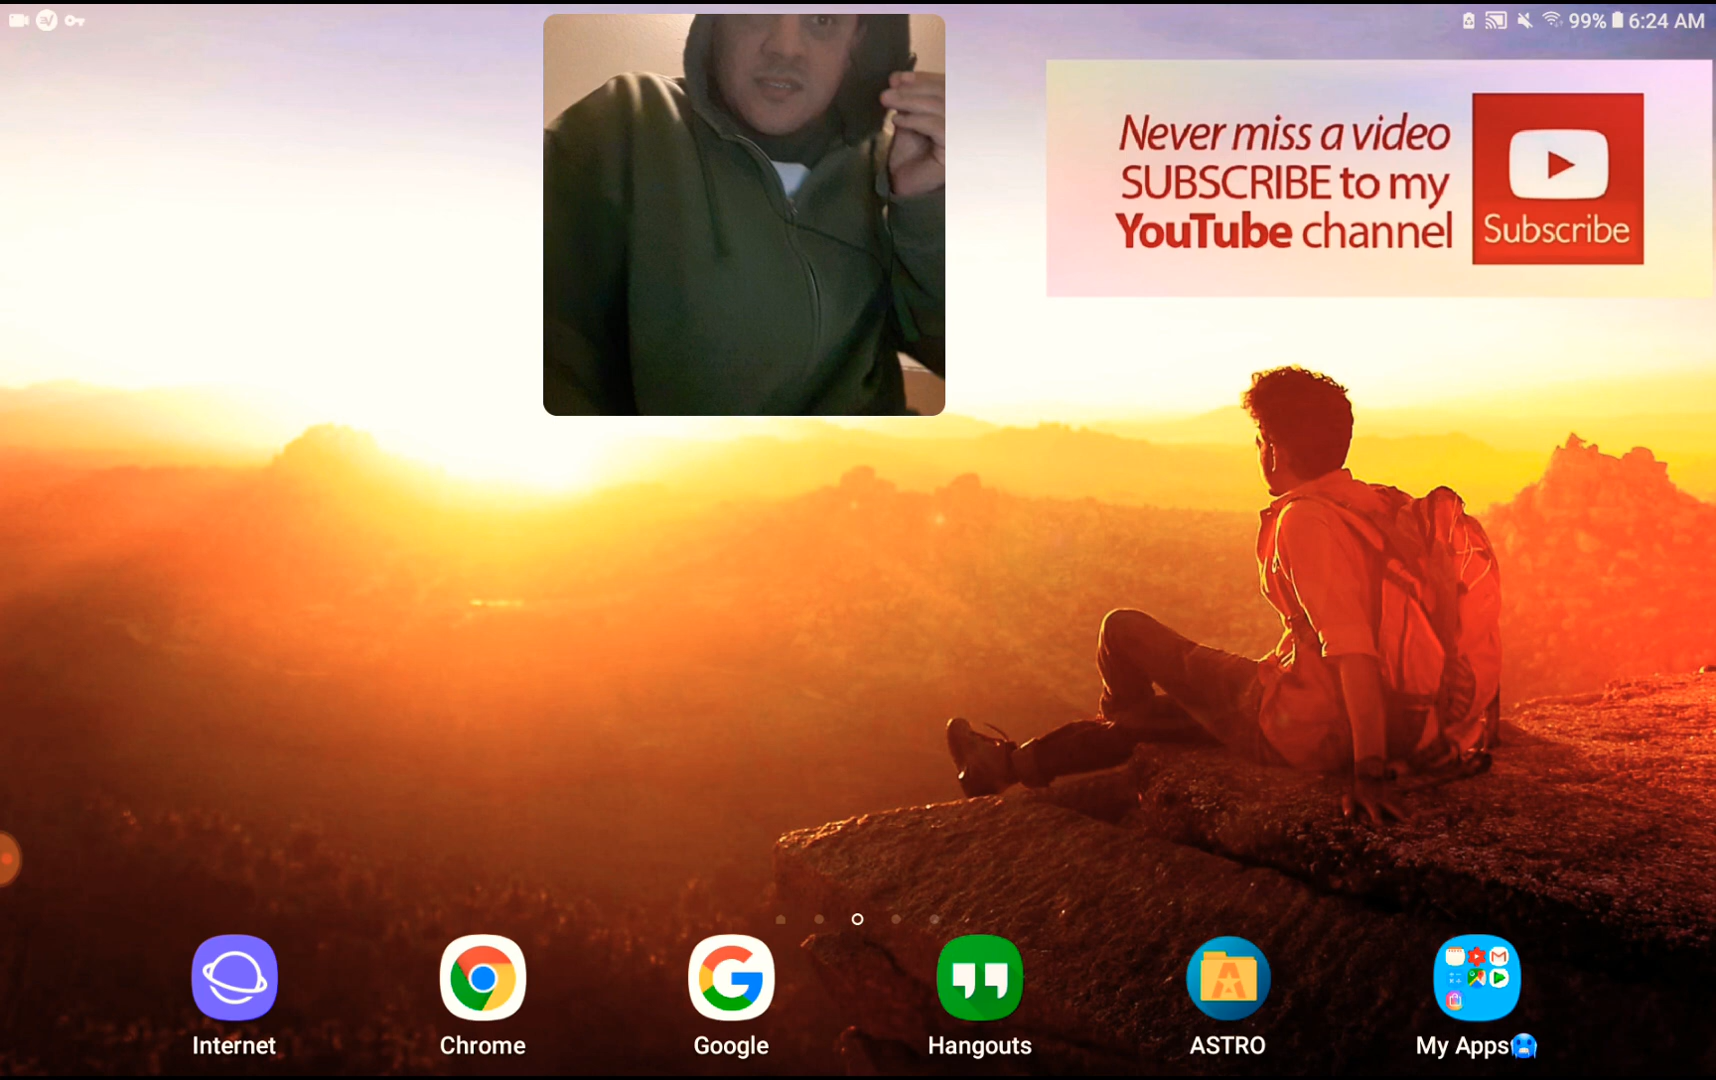 99% 6:24 AM
Never miss a video
SUBSCRIBE to my
YouTube channel
Subscribe
Internet
Chrome
Google
Hangouts
ASTRO
My Apps🥶